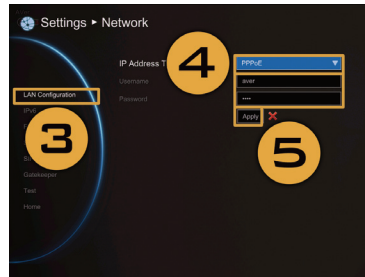 Settings ▸ Network
IP Address T
PPPoE
Username
aver
Password
••••
LAN Configuration
IPv6
Apply
Gatekeeper
Test
Home
3
4
5